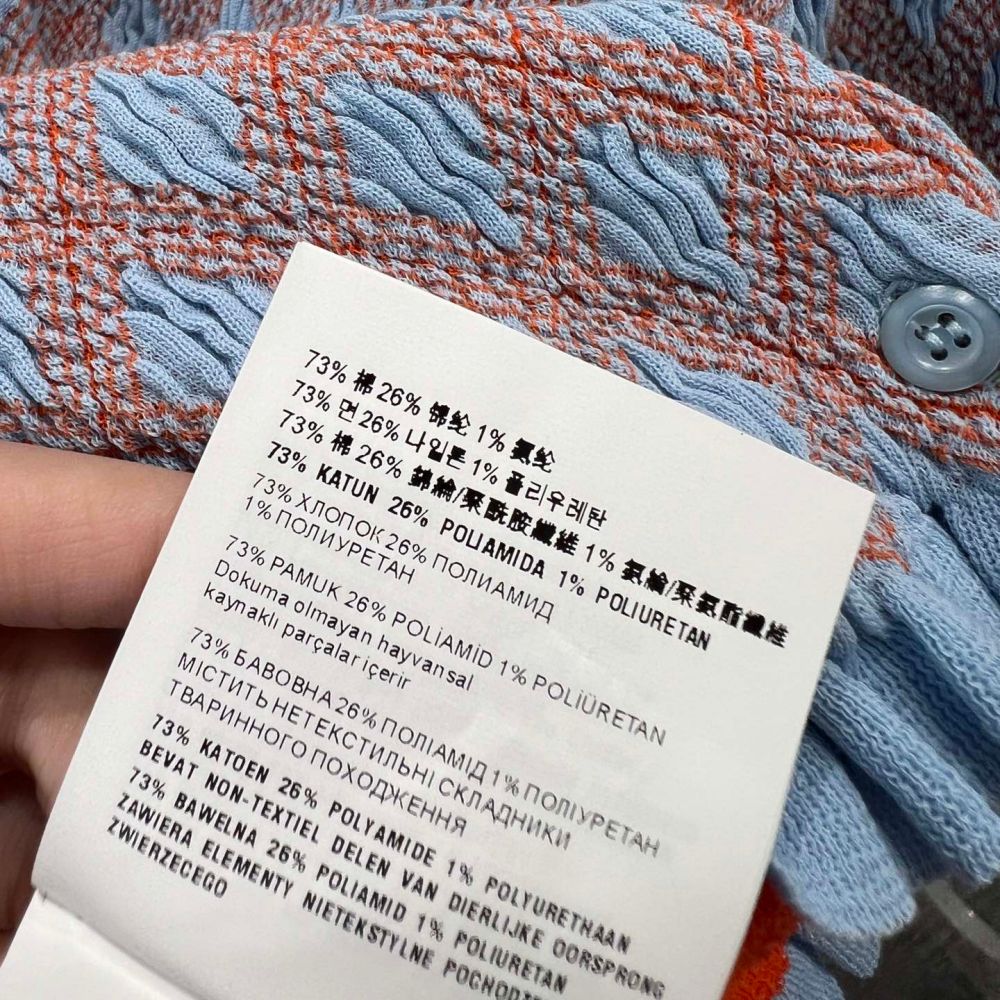 73% 棉 26% 锦纶 1% 氨纶
73% 면 26% 나일론 1% 폴리우레탄
73% 棉 26% 錦綸/聚酰胺纖維 1% 氨綸/聚氨酯纖維
73% KATUN 26% POLIAMIDA 1% POLIURETAN
73% ХЛОПОК 26% ПОЛИАМИД
1% ПОЛИУРЕТАН
73% PAMUK 26% POLİAMİD 1% POLİÜRETAN
Dokuma olmayan hayvansal
kaynaklı parçalar içerir
73% БАВОВНА 26% ПОЛІАМІД 1% ПОЛІУРЕТАН
МІСТИТЬ НЕТЕКСТИЛЬНІ СКЛАДНИКИ
ТВАРИННОГО ПОХОДЖЕННЯ
73% KATOEN 26% POLYAMIDE 1% POLYURETHAAN
BEVAT NON-TEXTIEL DELEN VAN DIERLIJKE OORSPRONG
73% BAWELNA 26% POLIAMID 1% POLIURETAN
ZAWIERA ELEMENTY NIETEKSTYLNE
ZWIERZECEGO